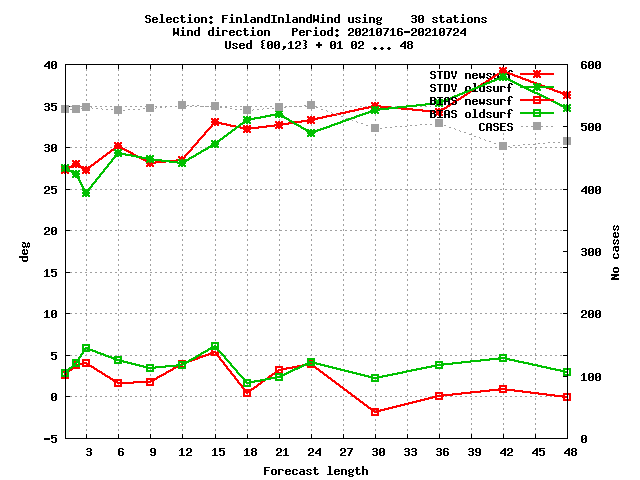 Selection: FinlandInlandWind using    30 stations
Wind direction   Period: 20210716-20210724
Used {00,12} + 01 02 ... 48
STDV newsurf
STDV oldsurf
BIAS newsurf
BIAS oldsurf
CASES
40
35
30
25
20
15
10
5
0
-5
deg
600
500
400
300
200
100
0
No cases
3 6 9 12 15 18 21 24 27 30 33 36 39 42 45 48
Forecast length